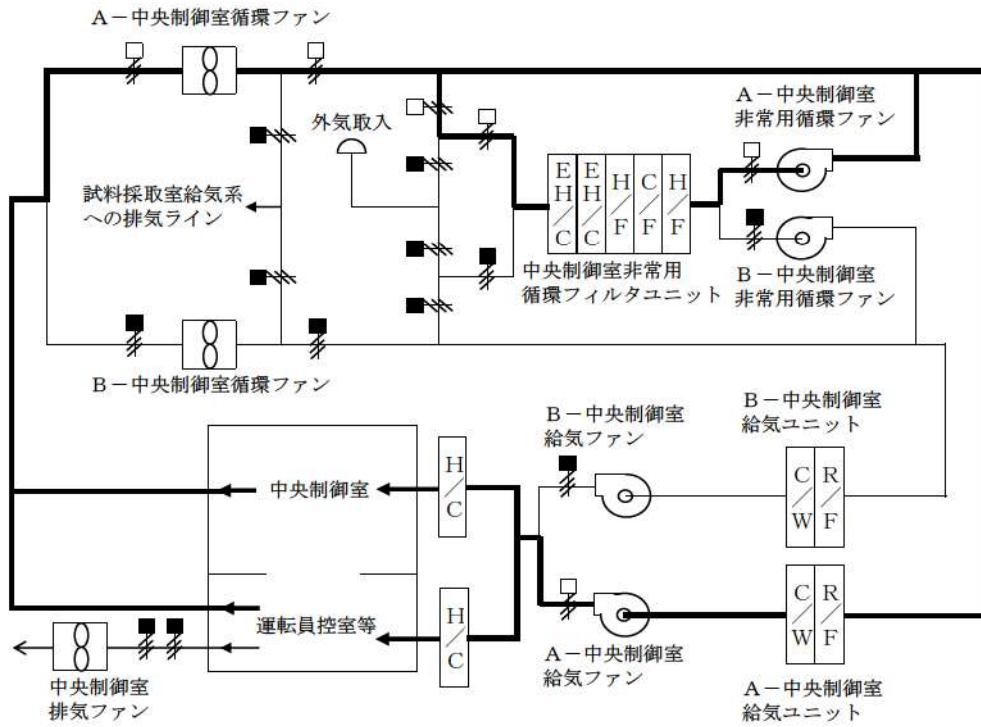 A－中央制御室循環ファン
外気取入
A－中央制御室
非常用循環ファン
試料採取室給気系
への排気ライン
EH/C
EH/C
H/F
C/F
H/F
中央制御室非常用
循環フィルタユニット
B－中央制御室
非常用循環ファン
B－中央制御室循環ファン
B－中央制御室
給気ファン
B－中央制御室
給気ユニット
中央制御室
H/C
C/W
R/F
運転員控室等
H/C
C/W
R/F
中央制御室
排気ファン
A－中央制御室
給気ファン
A－中央制御室
給気ユニット